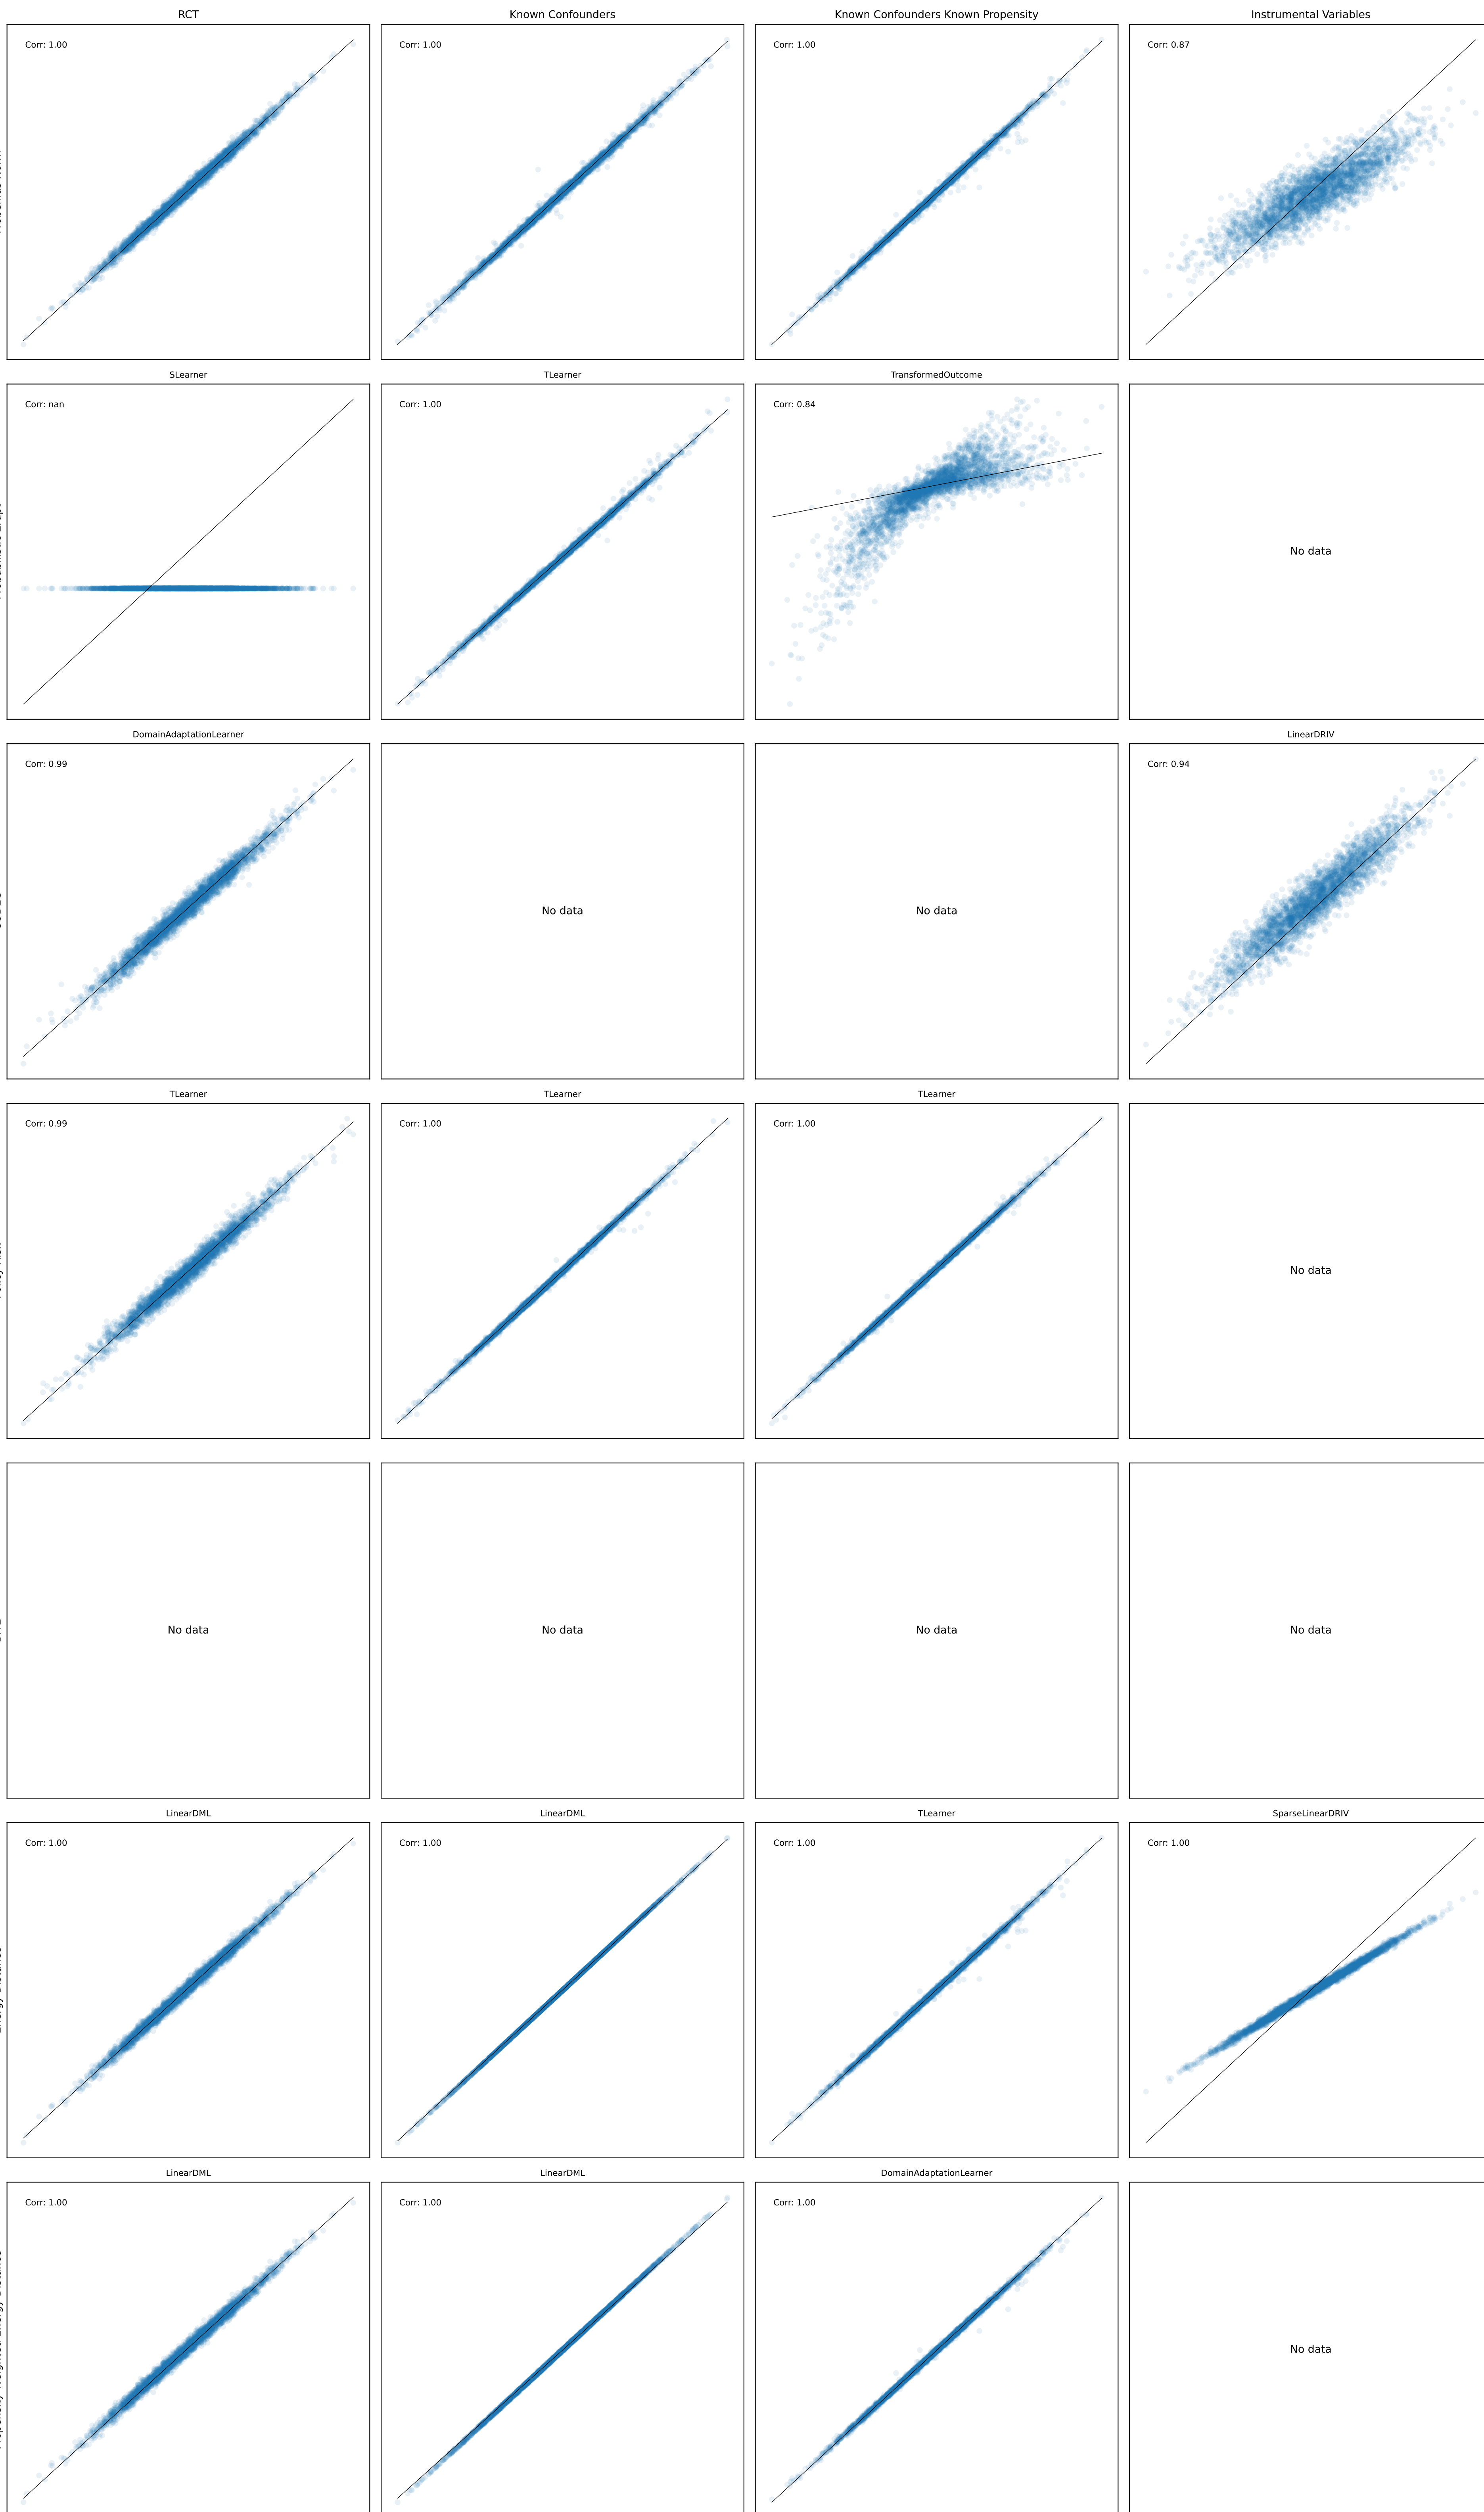 RCT
Known Confounders
Known Confounders Known Propensity
Instrumental Variables
Corr: 1.00
Corr: 1.00
Corr: 1.00
Corr: 0.87
SLearner
TLearner
TransformedOutcome
Corr: nan
Corr: 1.00
Corr: 0.84
No data
DomainAdaptationLearner
LinearDRIV
Corr: 0.99
Corr: 0.94
No data
No data
TLearner
TLearner
TLearner
Corr: 0.99
Corr: 1.00
Corr: 1.00
No data
No data
No data
No data
No data
LinearDML
LinearDML
TLearner
SparseLinearDRIV
Corr: 1.00
Corr: 1.00
Corr: 1.00
Corr: 1.00
LinearDML
LinearDML
DomainAdaptationLearner
Corr: 1.00
Corr: 1.00
Corr: 1.00
No data